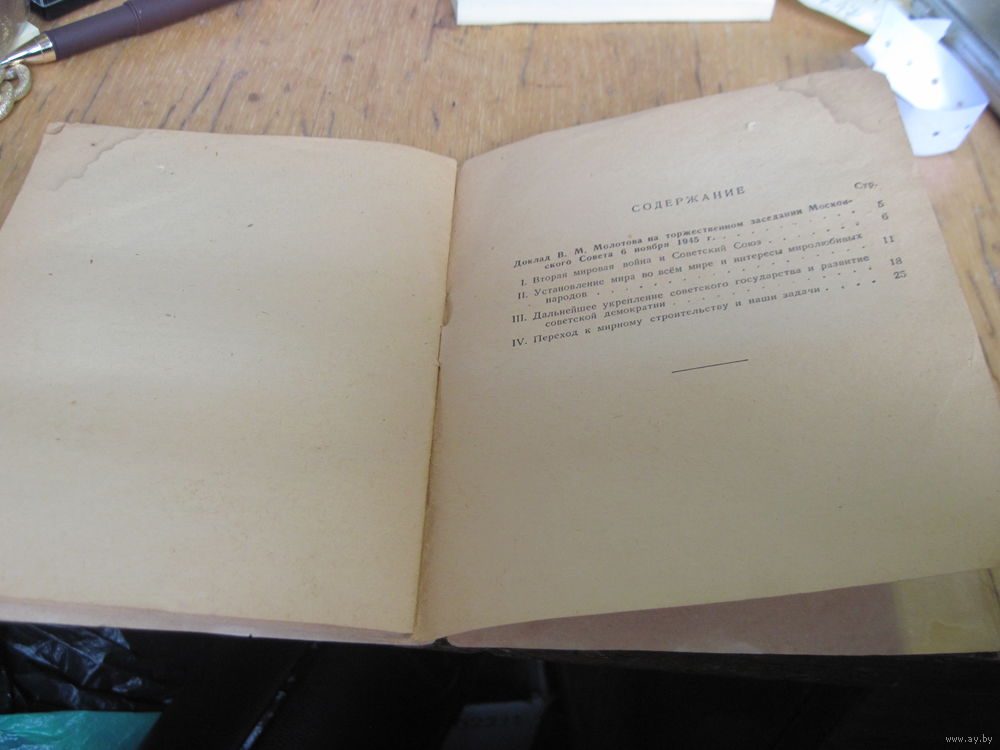 СОДЕРЖАНИЕ
Стр.
Доклад В. М. Молотова на торжественном заседании Москов-
ского Совета 6 ноября 1945 г. . . . . . . . . 5
I. Вторая мировая война и Советский Союз . . . . . . . 6
II. Установление мира во всём мире и интересы миролюбивых
народов . . . . . . . . . . . . . . . . . 11
III. Дальнейшее укрепление советского государства и развитие
советской демократии . . . . . . . . . . . . 18
IV. Переход к мирному строительству и наши задачи . . . . 25
www.ay.by